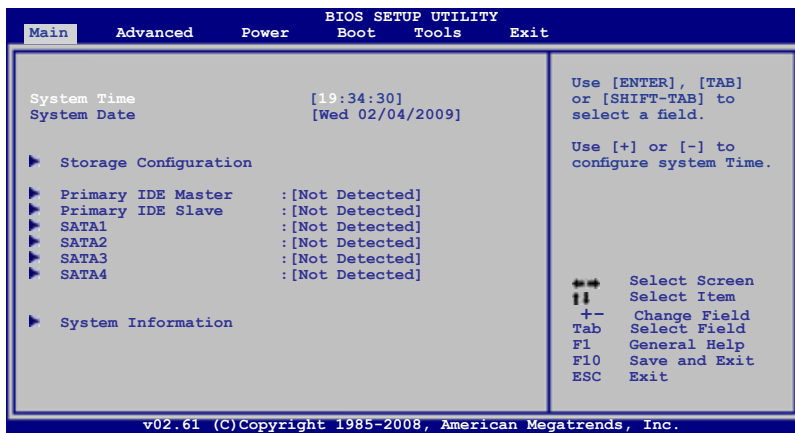 BIOS SETUP UTILITY
Main Advanced Power Boot Tools Exit
System Time [19:34:30]
System Date [Wed 02/04/2009]
Storage Configuration
Primary IDE Master :[Not Detected]
Primary IDE Slave :[Not Detected]
SATA1 :[Not Detected]
SATA2 :[Not Detected]
SATA3 :[Not Detected]
SATA4 :[Not Detected]
System Information
Use [ENTER], [TAB]
or [SHIFT-TAB] to
select a field.
Use [+] or [-] to
configure system Time.
Select Screen
Select Item
+- Change Field
Tab Select Field
F1 General Help
F10 Save and Exit
ESC Exit
v02.61 (C)Copyright 1985-2008, American Megatrends, Inc.